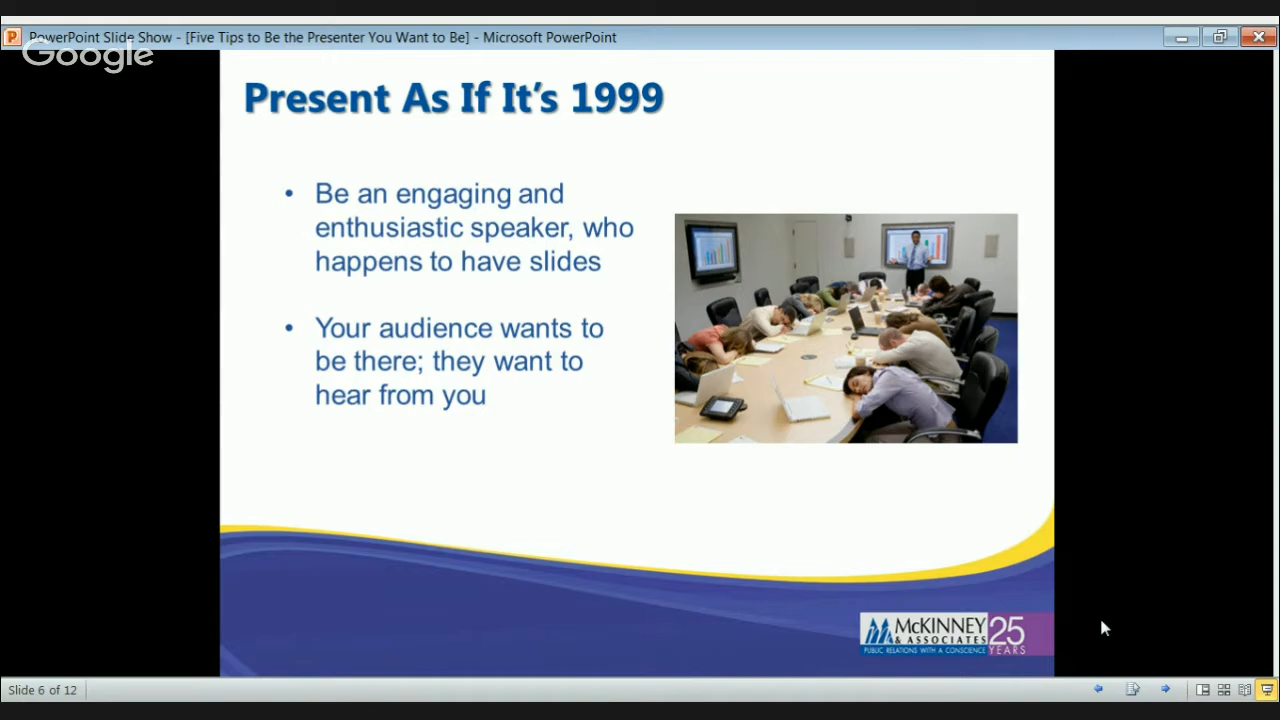 PowerPoint Slide Show - [Five Tips to Be the Presenter You Want to Be] - Microsoft PowerPoint
Google
Present As If It's 1999
• Be an engaging and
enthusiastic speaker, who
happens to have slides
• Your audience wants to
be there; they want to
hear from you
McKINNEY
& ASSOCIATES
PUBLIC RELATIONS WITH A CONSCIENCE
25
YEARS
Slide 6 of 12